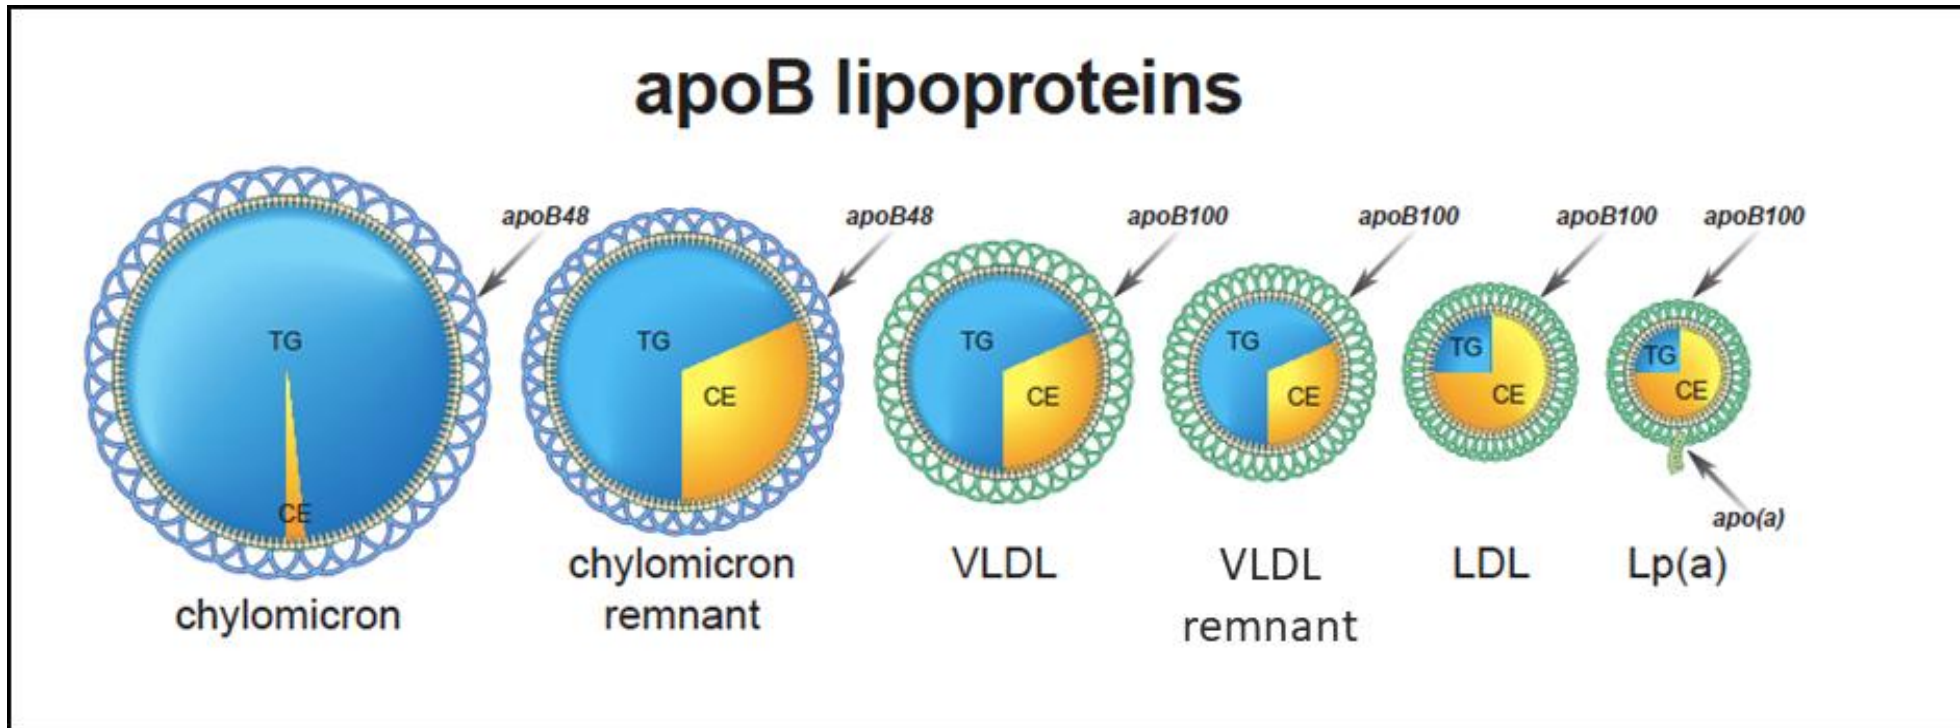 apoB lipoproteins
apoB48
apoB48
apoB100
apoB100
apoB100
apoB100
TG
CE
TG
CE
TG
CE
TG
CE
TG
CE
TG
CE
apo(a)
chylomicron
chylomicron
remnant
VLDL
VLDL
remnant
LDL
Lp(a)